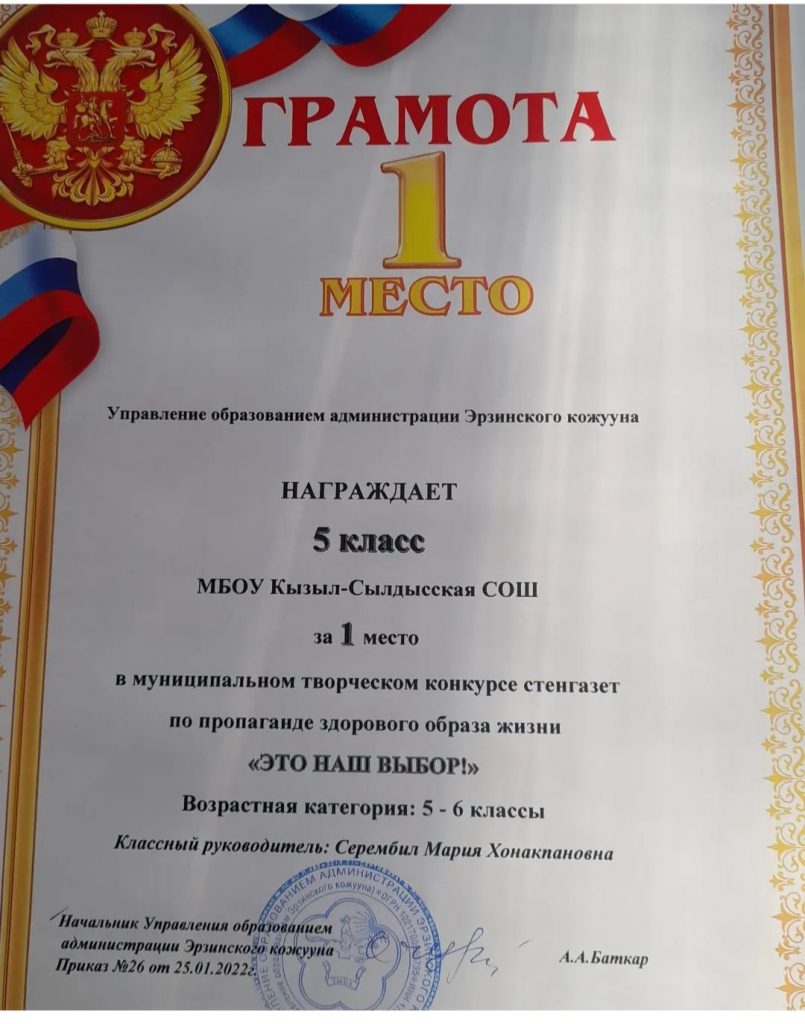 ГРАМОТА
1
МЕСТО
Управление образованием администрации Эрзинского кожууна
НАГРАЖДАЕТ
5 класс
МБОУ Кызыл-Сылдысская СОШ
за 1 место
в муниципальном творческом конкурсе стенгазет
по пропаганде здорового образа жизни
«ЭТО НАШ ВЫБОР!»
Возрастная категория: 5 - 6 классы
Классный руководитель: Серембил Мария Хонакпановна
Начальник Управления образованием
администрации Эрзинского кожууна
Приказ №26 от 25.01.2022г.
А.А.Баткар